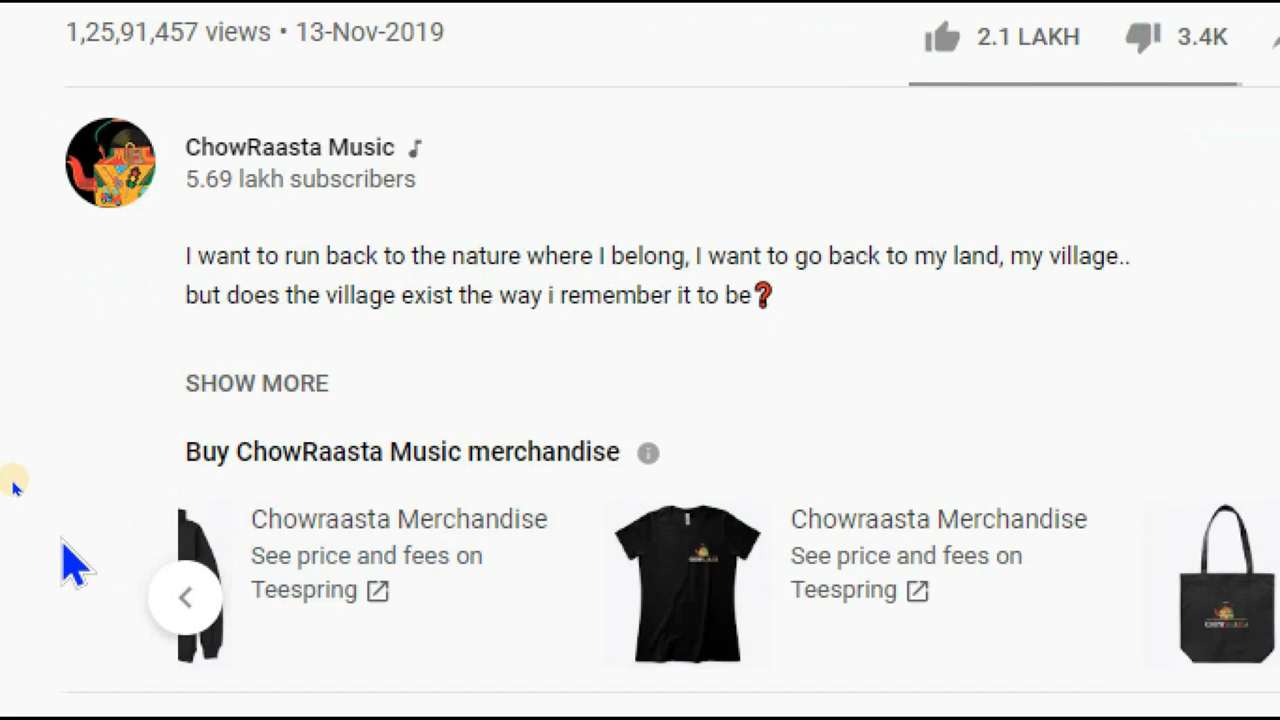 1,25,91,457 views • 13-Nov-2019
2.1 LAKH
3.4K
ChowRaasta Music
5.69 lakh subscribers
I want to run back to the nature where I belong, I want to go back to my land, my village..
but does the village exist the way i remember it to be❓
SHOW MORE
Buy ChowRaasta Music merchandise
Chowraasta Merchandise
See price and fees on
Teespring
Chowraasta Merchandise
See price and fees on
Teespring